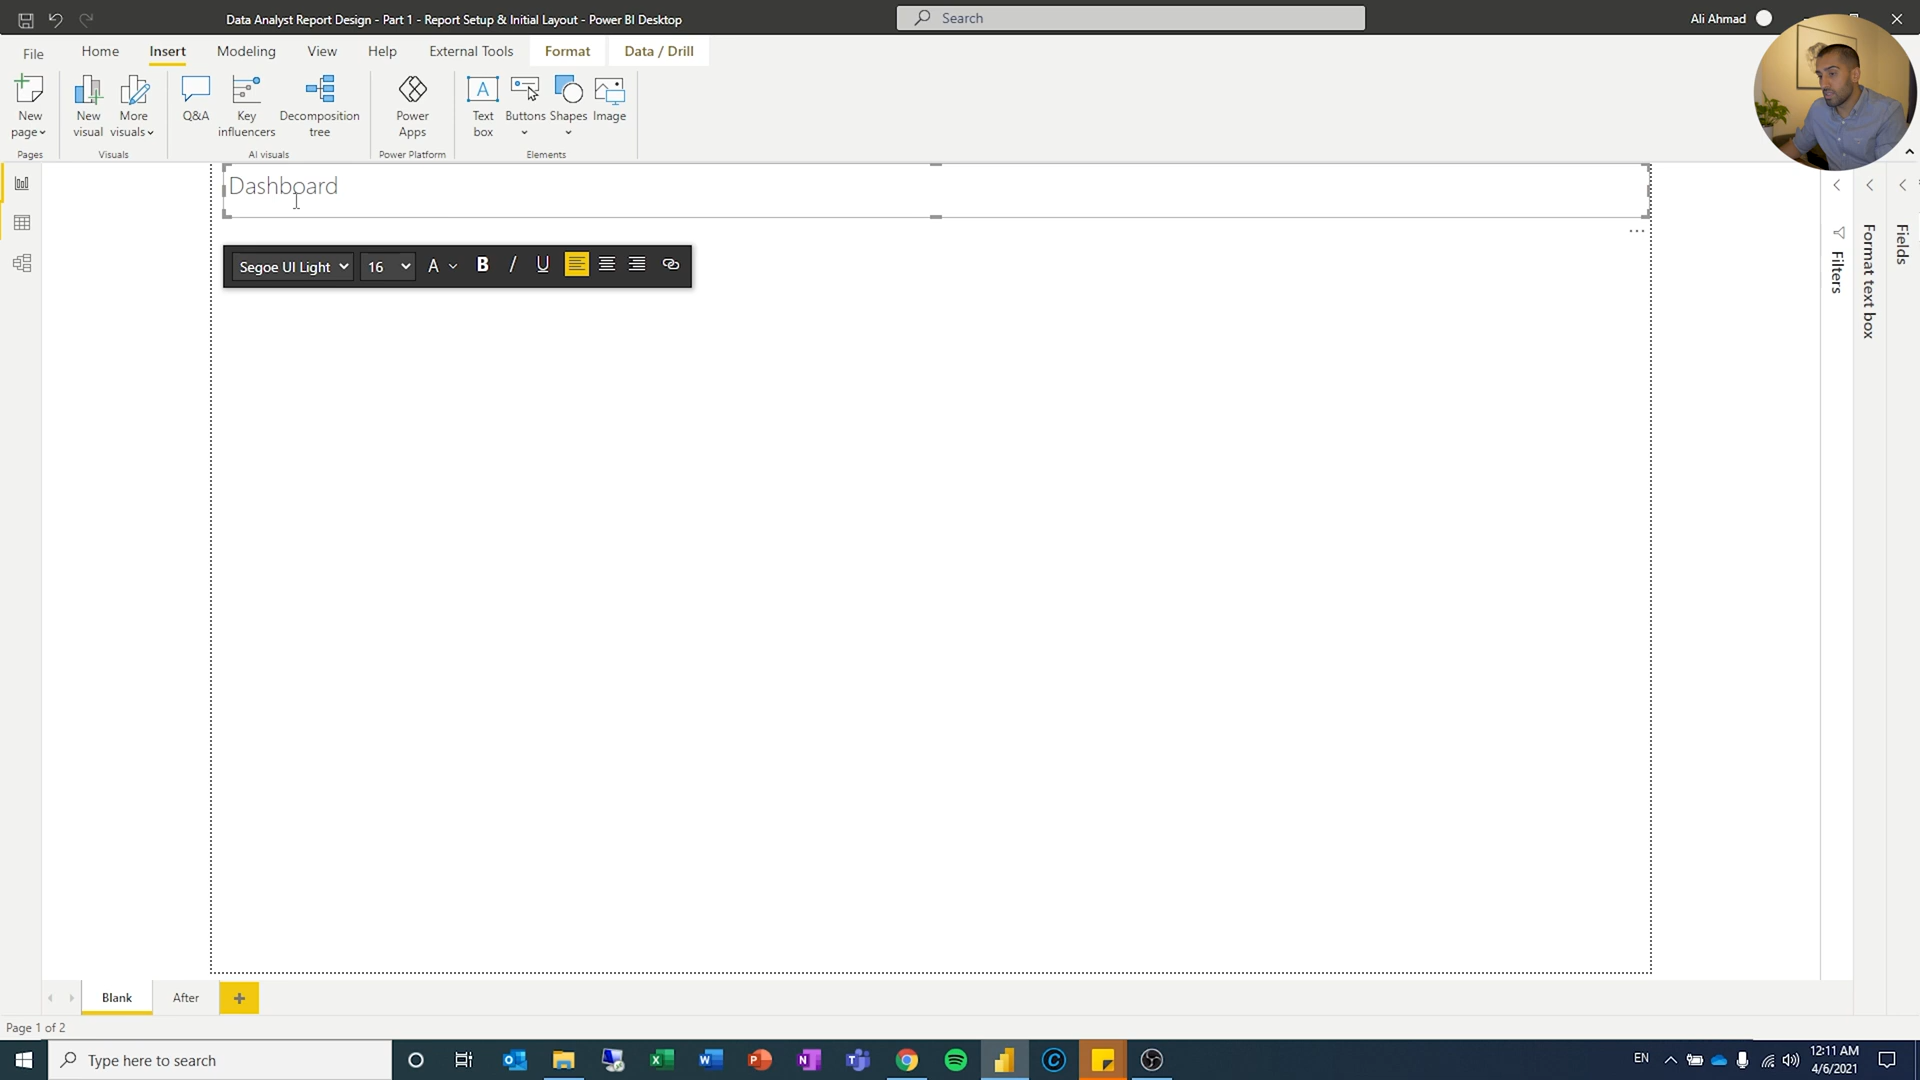 Data Analyst Report Design - Part 1 - Report Setup & Initial Layout - Power BI Desktop
Search
Ali Ahmad
File
Home
Insert
Modeling
View
Help
External Tools
Format
Data / Drill
New page
New visual
More visuals
Q&A
Key influencers
Decomposition tree
Power Apps
Text box
Buttons
Shapes
Image
Pages
Visuals
AI visuals
Power Platform
Elements
Dashboard
Segoe UI Light
16
A
B
I
U
Filters
Format text box
Fields
Blank
After
Page 1 of 2
Type here to search
EN
12:11 AM
4/6/2021